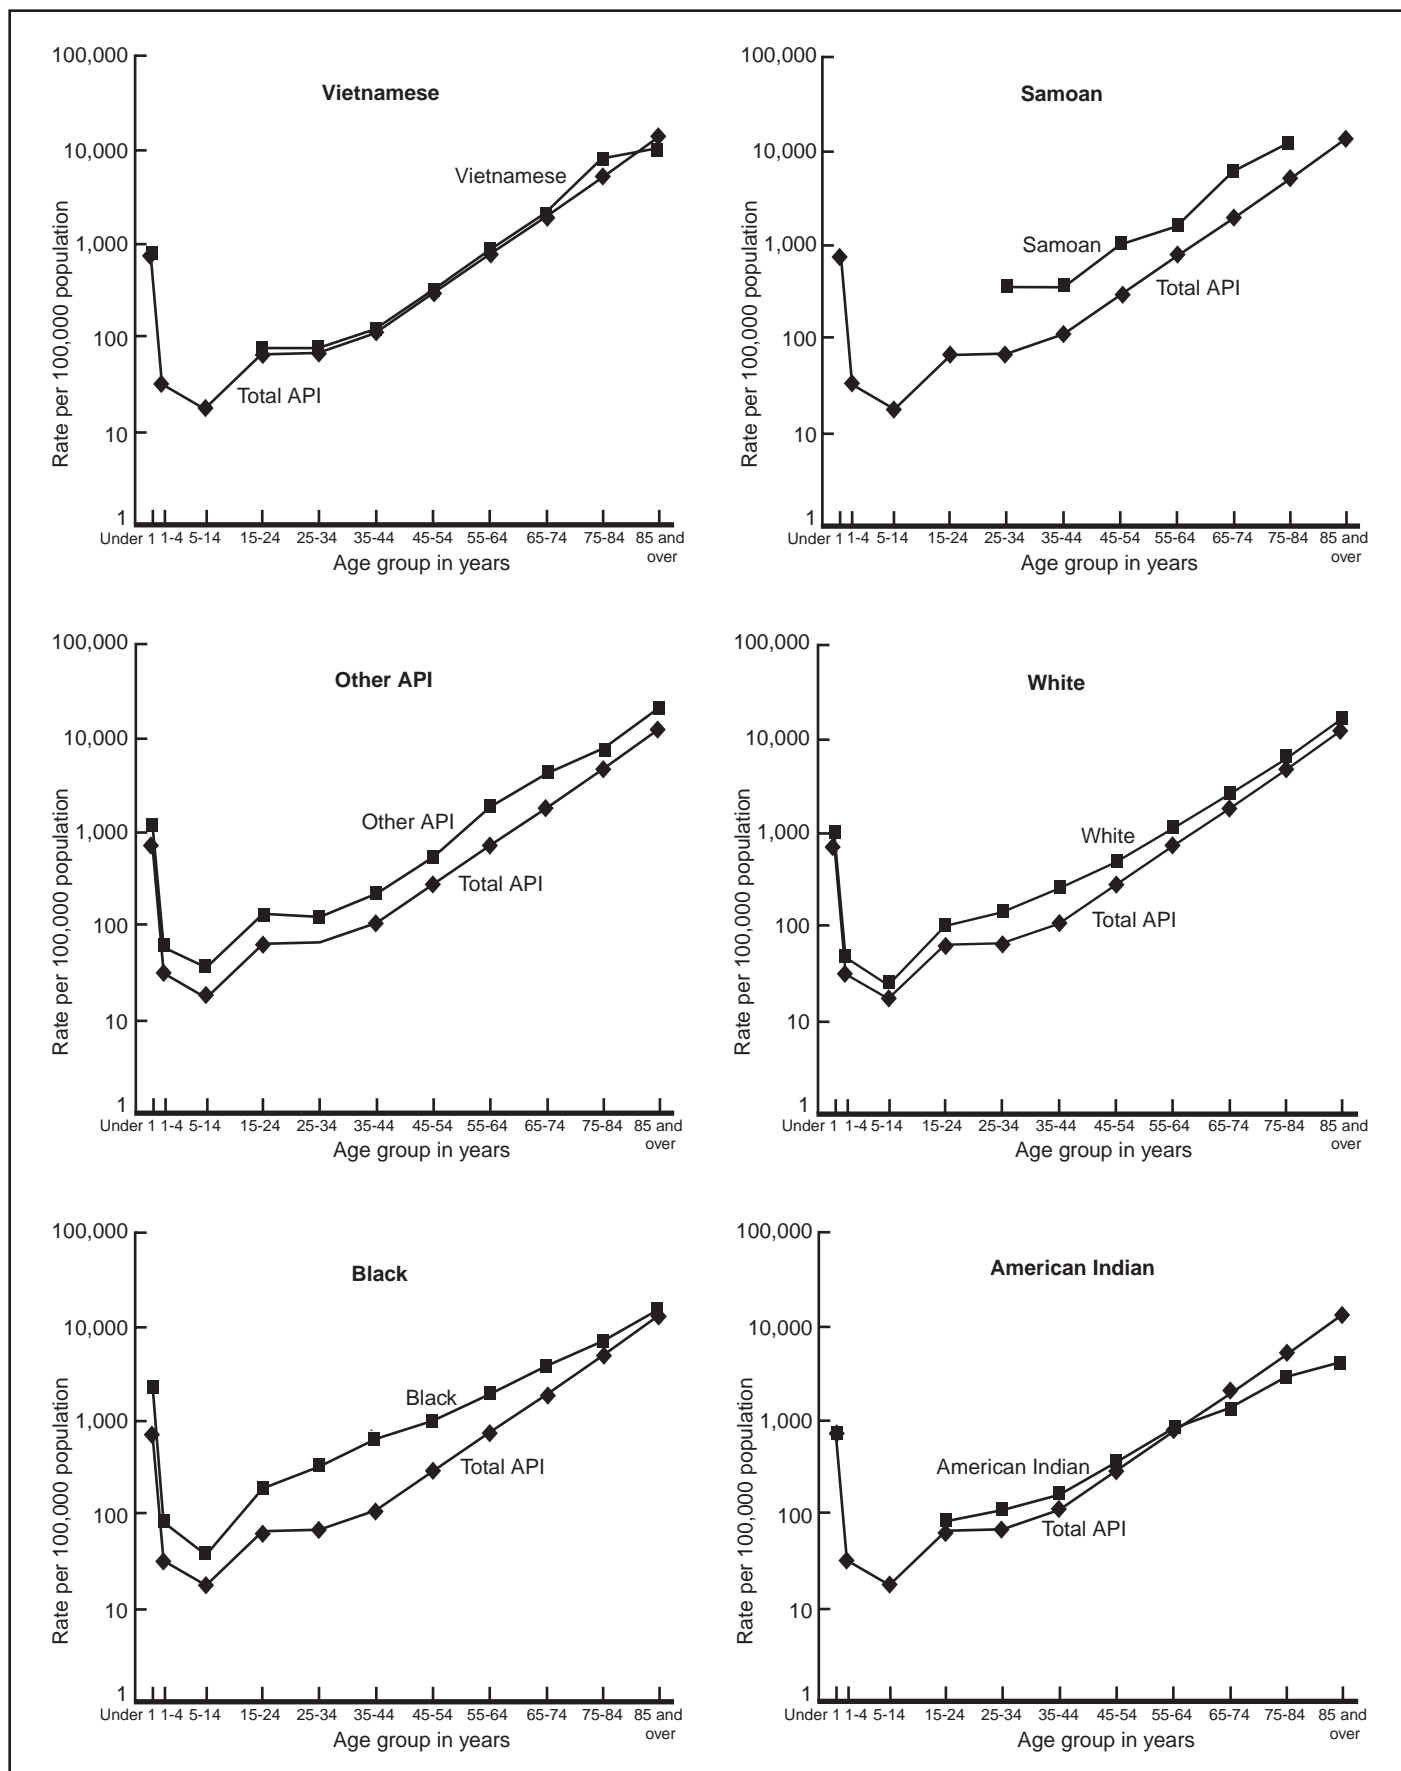 Vietnamese
100,000
10,000
1,000
100
10
1
Rate per 100,000 population
Vietnamese
Total API
Under 1 1-4 5-14 15-24 25-34 35-44 45-54 55-64 65-74 75-84 85 and
over
Age group in years
Samoan
100,000
10,000
1,000
100
10
1
Rate per 100,000 population
Samoan
Total API
Under 1 1-4 5-14 15-24 25-34 35-44 45-54 55-64 65-74 75-84 85 and
over
Age group in years
Other API
100,000
10,000
1,000
100
10
1
Rate per 100,000 population
Other API
Total API
Under 1 1-4 5-14 15-24 25-34 35-44 45-54 55-64 65-74 75-84 85 and
over
Age group in years
White
100,000
10,000
1,000
100
10
1
Rate per 100,000 population
White
Total API
Under 1 1-4 5-14 15-24 25-34 35-44 45-54 55-64 65-74 75-84 85 and
over
Age group in years
Black
100,000
10,000
1,000
100
10
1
Rate per 100,000 population
Black
Total API
Under 1 1-4 5-14 15-24 25-34 35-44 45-54 55-64 65-74 75-84 85 and
over
Age group in years
American Indian
100,000
10,000
1,000
100
10
1
Rate per 100,000 population
American Indian
Total API
Under 1 1-4 5-14 15-24 25-34 35-44 45-54 55-64 65-74 75-84 85 and
over
Age group in years